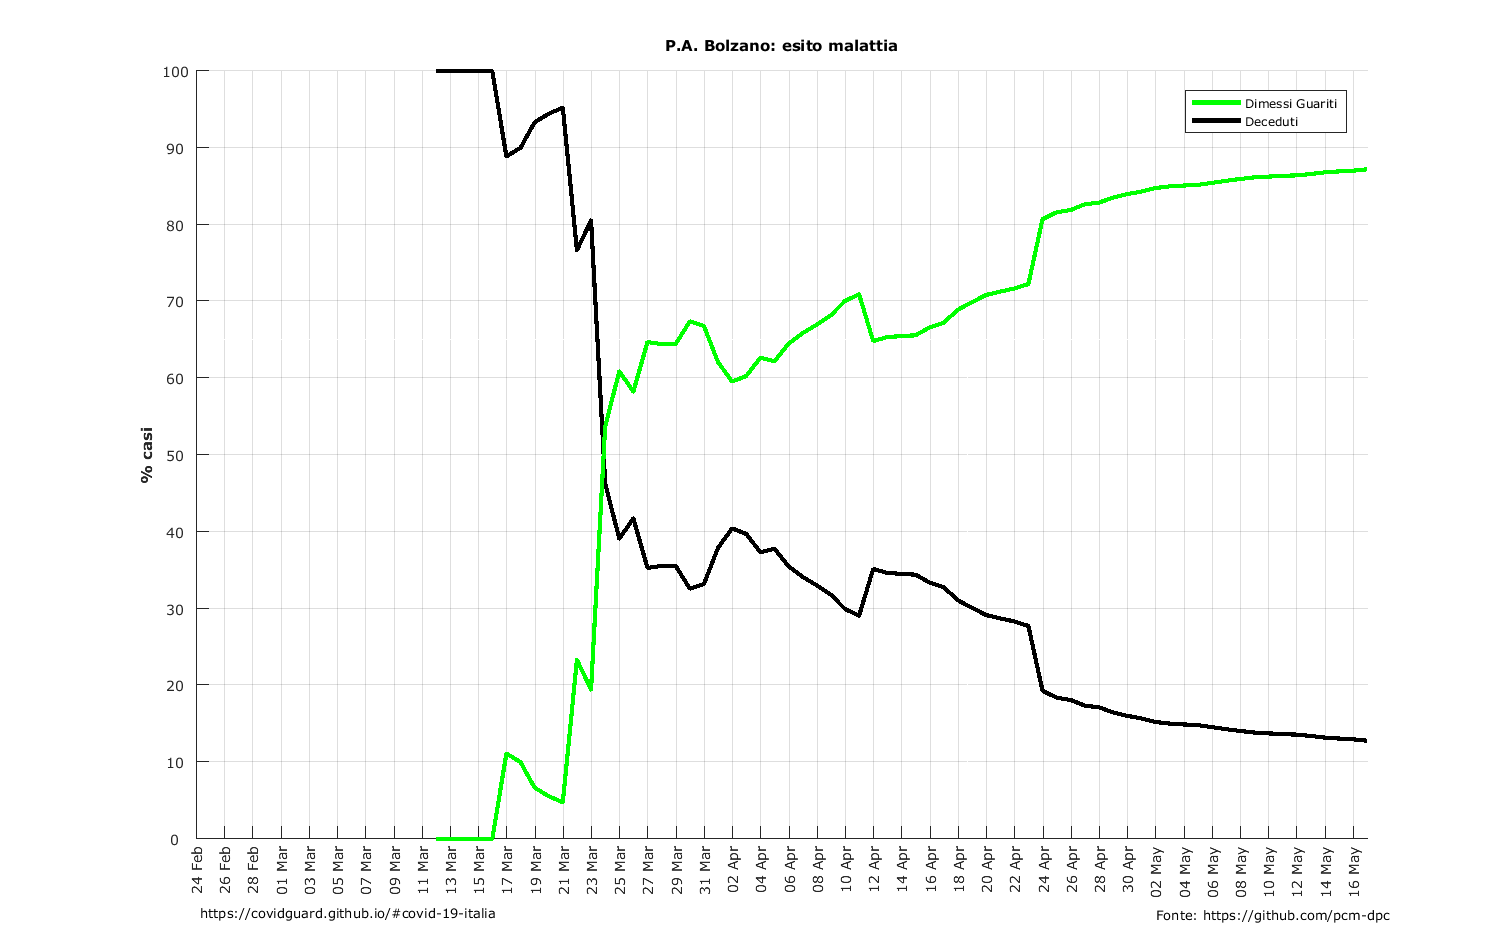 P.A. Bolzano: esito malattia
Dimessi Guariti
Deceduti
% casi
100
90
80
70
60
50
40
30
20
10
0
24 Feb
26 Feb
28 Feb
01 Mar
03 Mar
05 Mar
07 Mar
09 Mar
11 Mar
13 Mar
15 Mar
17 Mar
19 Mar
21 Mar
23 Mar
25 Mar
27 Mar
29 Mar
31 Mar
02 Apr
04 Apr
06 Apr
08 Apr
10 Apr
12 Apr
14 Apr
16 Apr
18 Apr
20 Apr
22 Apr
24 Apr
26 Apr
28 Apr
30 Apr
02 May
04 May
06 May
08 May
10 May
12 May
14 May
16 May
https://covidguard.github.io/#covid-19-italia
Fonte: https://github.com/pcm-dpc